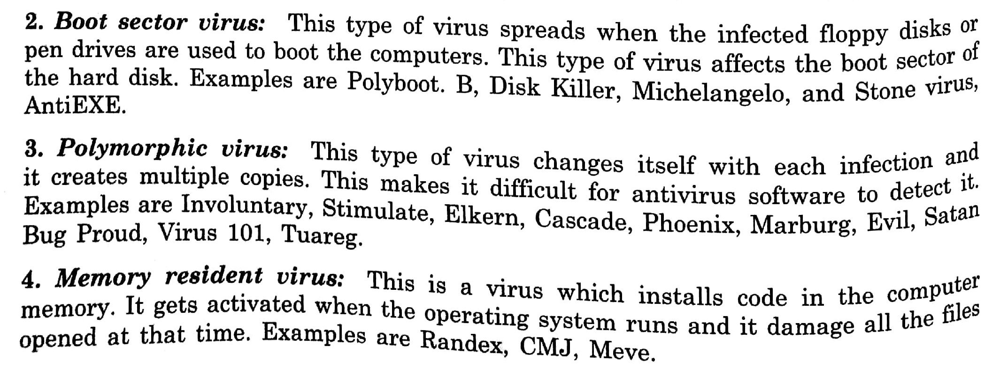 2. Boot sector virus: This type of virus spreads when the infected floppy disks or
pen drives are used to boot the computers. This type of virus affects the boot sector of
the hard disk. Examples are Polyboot. B, Disk Killer, Michelangelo, and Stone virus,
AntiEXE.
3. Polymorphic virus: This type of virus changes itself with each infection and
it creates multiple copies. This makes it difficult for antivirus software to detect it.
Examples are Involuntary, Stimulate, Elkern, Cascade, Phoenix, Marburg, Evil, Satan
Bug Proud, Virus 101, Tuareg.
4. Memory resident virus: This is a virus which installs code in the computer
memory. It gets activated when the operating system runs and it damage all the files
opened at that time. Examples are Randex, CMJ, Meve.